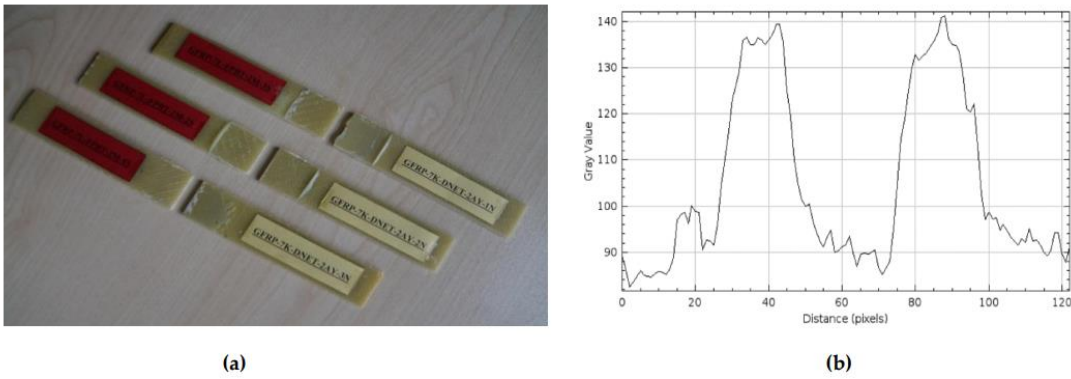 GFRP-7K-DNET-2AY-1N
GFRP-7K-DNET-2AY-2N
GFRP-7K-DNET-2AY-3N
(a)
140
130
120
110
100
90
Gray Value
0
20
40
60
80
100
120
Distance (pixels)
(b)